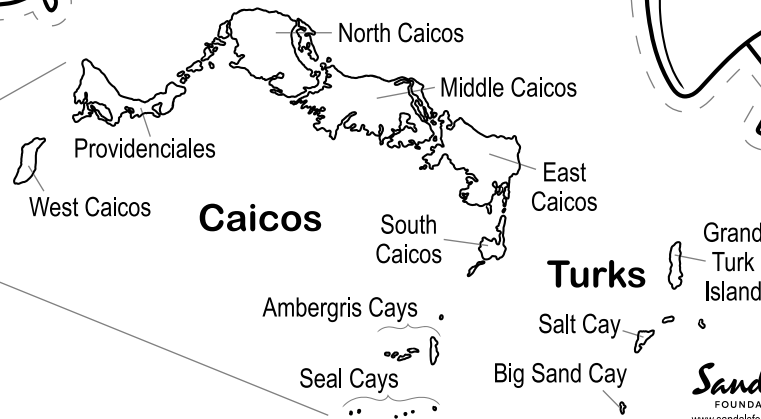 North Caicos
Middle Caicos
Providenciales
East
Caicos
West Caicos
Caicos
South
Caicos
Grand
Turk
Island
Turks
Ambergris Cays
Salt Cay
Seal Cays
Big Sand Cay
Sand
FOUNDA